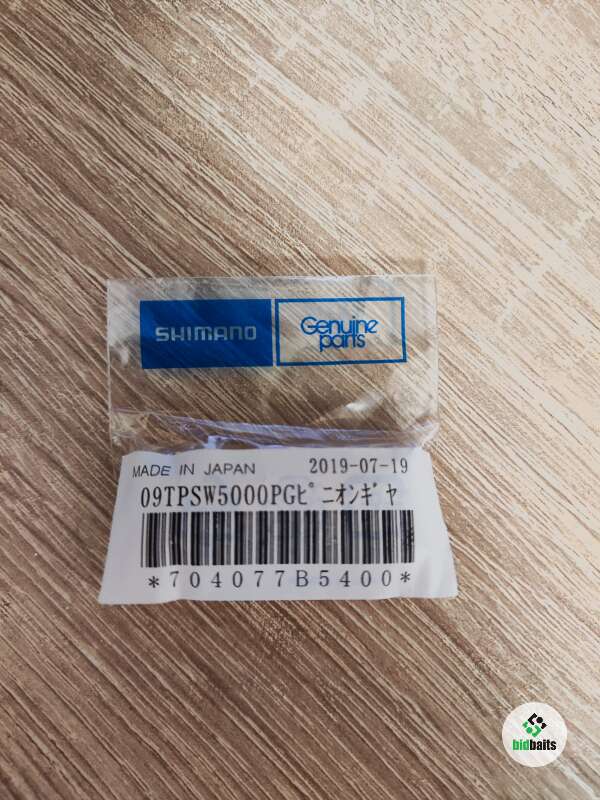 SHIMANO
Genuine
parts
MADE IN JAPAN 2019-07-19
09TPSW5000PGﾋﾟﾆｵﾝｷﾞﾔ
*704077B5400*
bidbaits